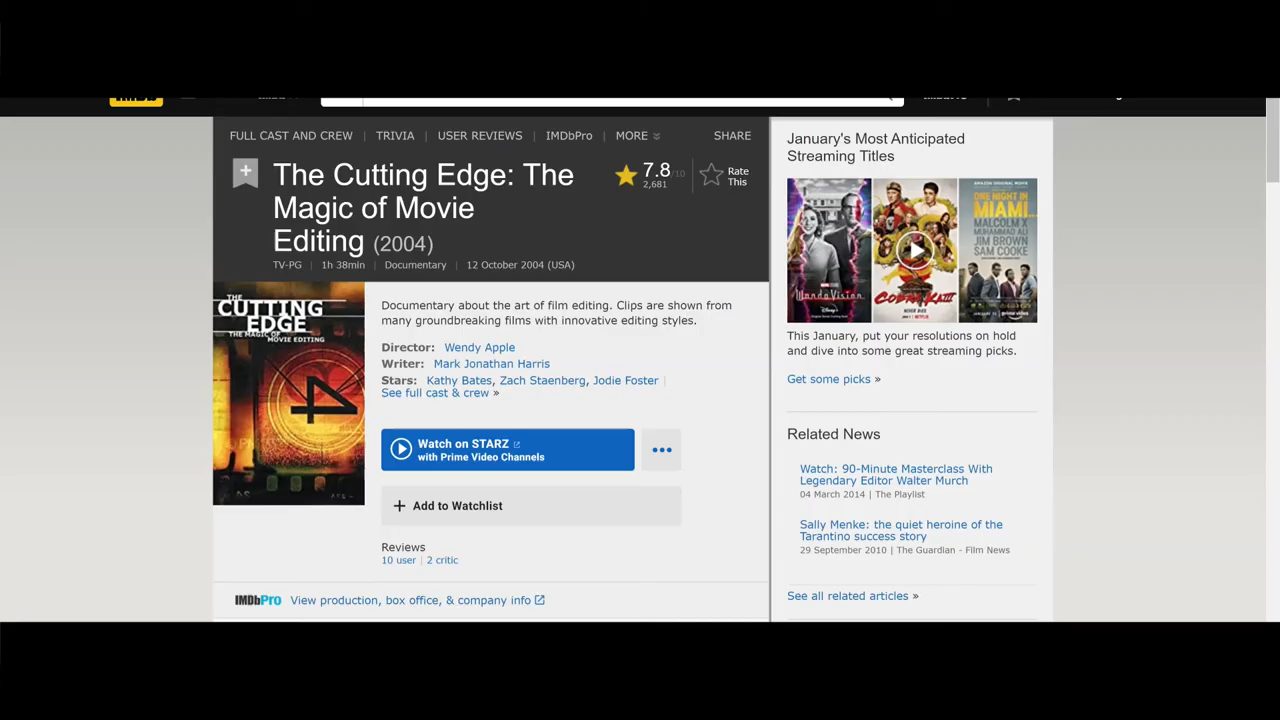 FULL CAST AND CREW | TRIVIA | USER REVIEWS | IMDbPro | MORE SHARE
The Cutting Edge: The
Magic of Movie
Editing (2004)
7.8/10
2,681
Rate
This
TV-PG | 1h 38min | Documentary | 12 October 2004 (USA)
THE
CUTTING
EDGE
THE MAGIC OF
MOVIE EDITING
4
Documentary about the art of film editing. Clips are shown from
many groundbreaking films with innovative editing styles.
Director: Wendy Apple
Writer: Mark Jonathan Harris
Stars: Kathy Bates, Zach Staenberg, Jodie Foster |
See full cast & crew »
Watch on STARZ
with Prime Video Channels
+ Add to Watchlist
Reviews
10 user | 2 critic
IMDbPro View production, box office, & company info
January's Most Anticipated
Streaming Titles
WandaVision
COBRA KAI
AMAZON ORIGINAL MOVIE
ONE NIGHT
IN
MIAMI...
MALCOLM X
MUHAMMAD ALI
JIM BROWN
SAM COOKE
prime video
This January, put your resolutions on hold
and dive into some great streaming picks.
Get some picks »
Related News
Watch: 90-Minute Masterclass With
Legendary Editor Walter Murch
04 March 2014 | The Playlist
Sally Menke: the quiet heroine of the
Tarantino success story
29 September 2010 | The Guardian - Film News
See all related articles »